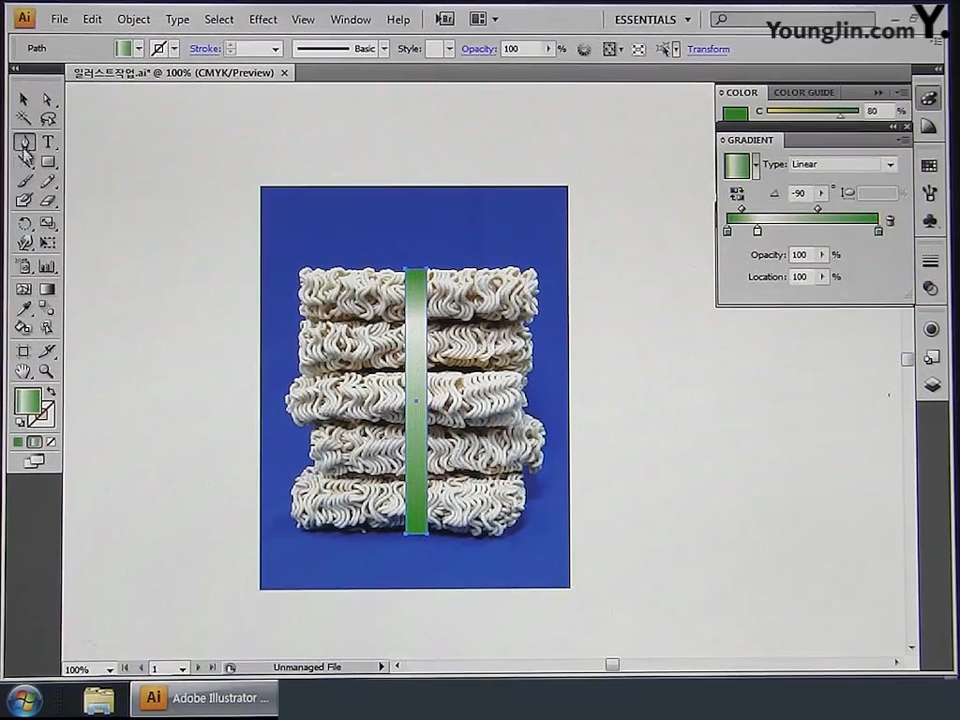 Ai File Edit Object Type Select Effect View Window Help Br ESSENTIALS
Y.
YoungJin.com
Path Stroke: Basic Style: Opacity: 100 % Transform
일러스트작업.ai* @ 100% (CMYK/Preview)
COLOR COLOR GUIDE
C 80 %
GRADIENT
Type: Linear
-90 ° %
Opacity: 100 %
Location: 100 %
T
100% 1 Unmanaged File
Ai Adobe Illustrator ...